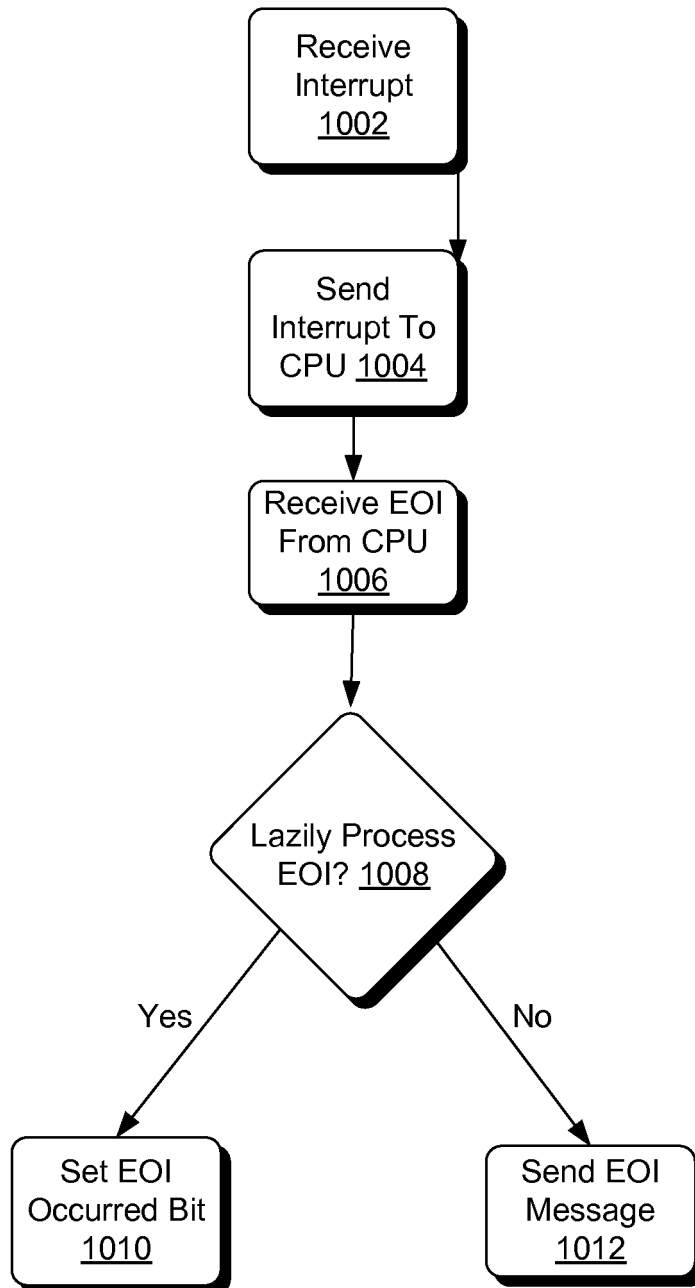 Receive
Interrupt
1002
Send
Interrupt To
CPU 1004
Receive EOI
From CPU
1006
Lazily Process
EOI? 1008
Yes
No
Set EOI
Occurred Bit
1010
Send EOI
Message
1012